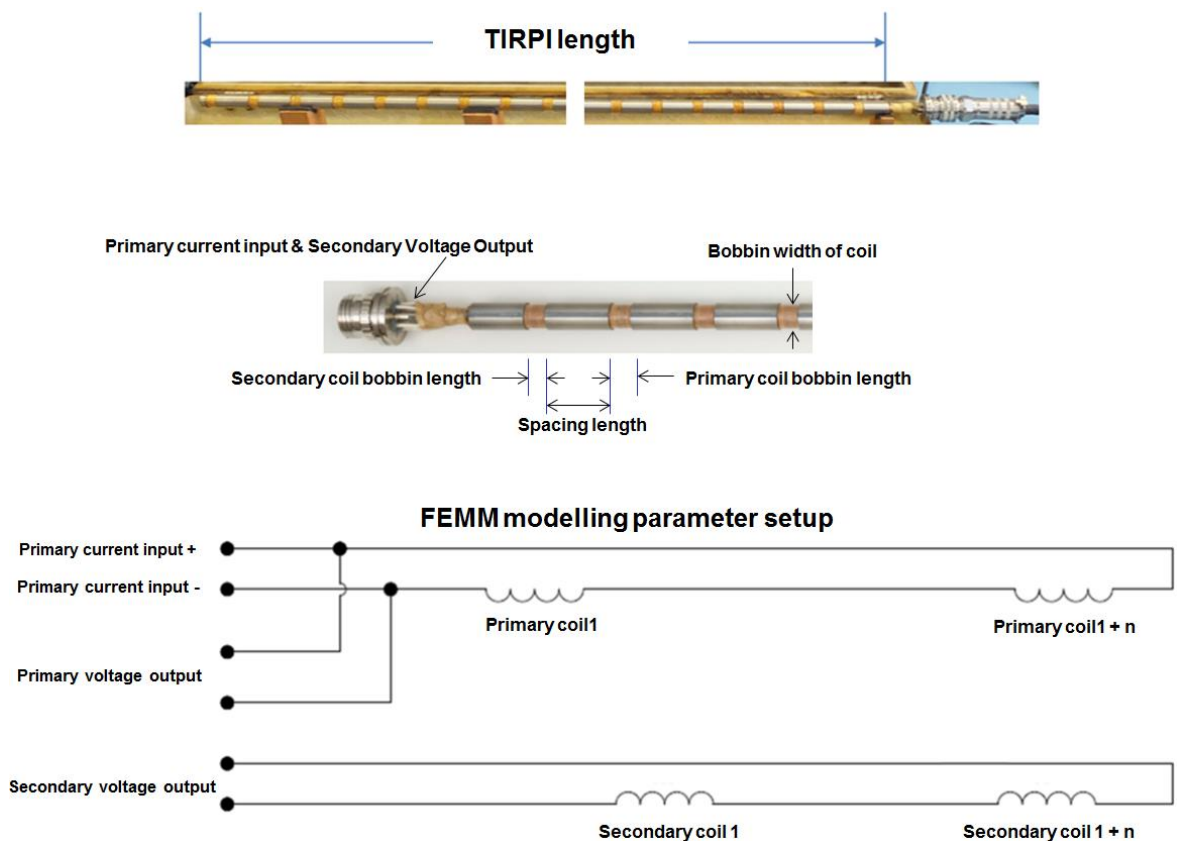 TIRPI length
Primary current input & Secondary Voltage Output
Bobbin width of coil
Secondary coil bobbin length
Primary coil bobbin length
Spacing length
FEMM modelling parameter setup
Primary current input +
Primary current input -
Primary coil1
Primary coil1 + n
Primary voltage output
Secondary voltage output
Secondary coil 1
Secondary coil 1 + n